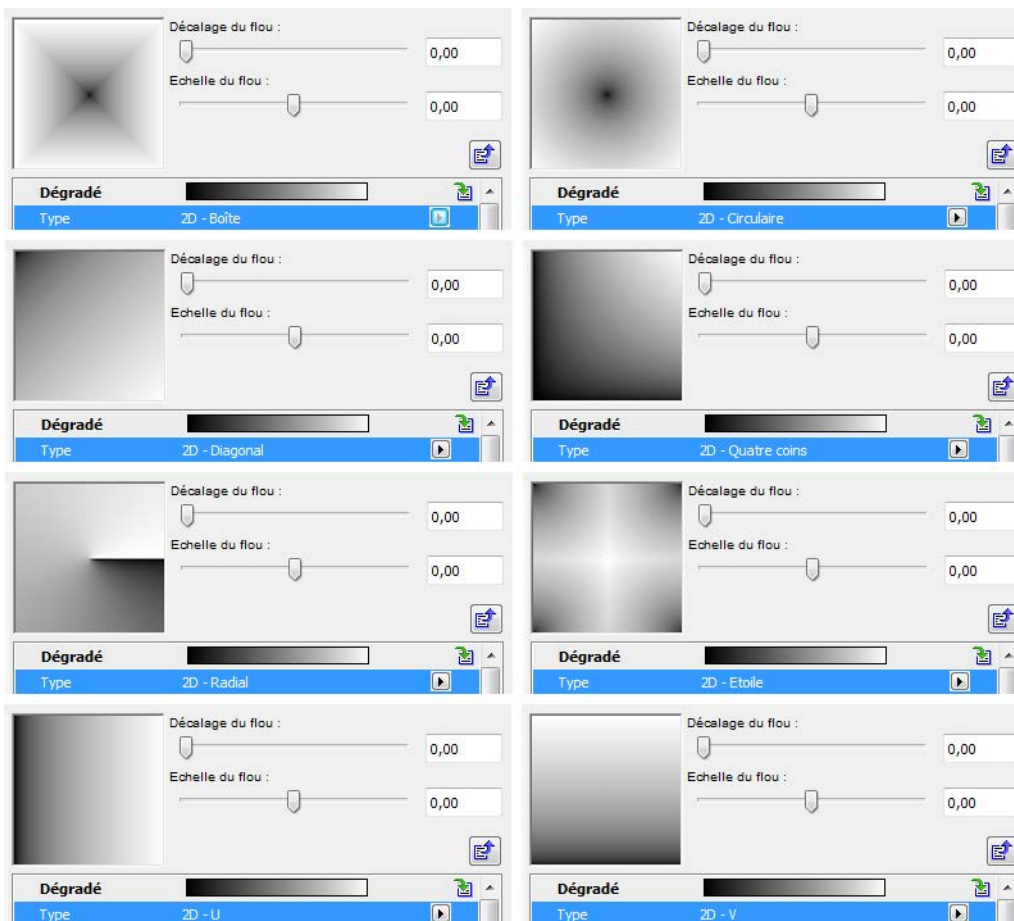 Décalage du flou :
0,00
Echelle du flou :
0,00
Dégradé
Type 2D - Boîte
Décalage du flou :
0,00
Echelle du flou :
0,00
Dégradé
Type 2D - Circulaire
Décalage du flou :
0,00
Echelle du flou :
0,00
Dégradé
Type 2D - Diagonal
Décalage du flou :
0,00
Echelle du flou :
0,00
Dégradé
Type 2D - Quatre coins
Décalage du flou :
0,00
Echelle du flou :
0,00
Dégradé
Type 2D - Radial
Décalage du flou :
0,00
Echelle du flou :
0,00
Dégradé
Type 2D - Etoile
Décalage du flou :
0,00
Echelle du flou :
0,00
Dégradé
Type 2D - U
Décalage du flou :
0,00
Echelle du flou :
0,00
Dégradé
Type 2D - V